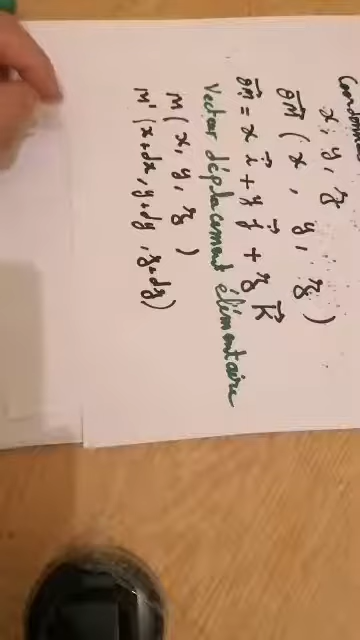 x, y, z
OM⃗ ( x , y, z )
OM⃗ = x i⃗ + y j⃗ + z k⃗
Vecteur déplacement élémentaire
M ( x, y, z )
M' (x+dx, y+dy, z+dz)